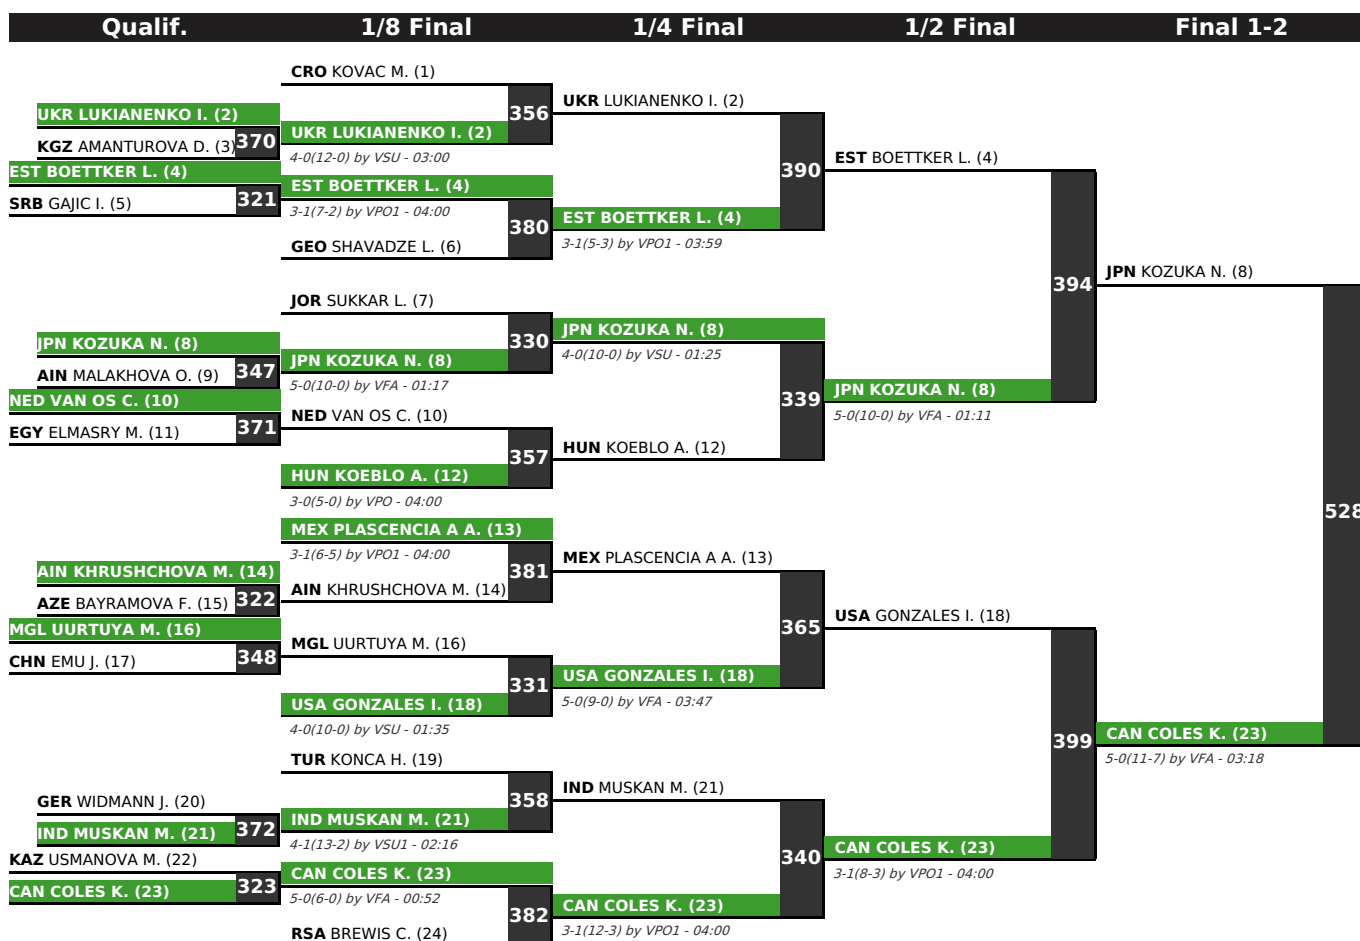 Qualif. 1/8 Final 1/4 Final 1/2 Final Final 1-2
UKR LUKIANENKO I. (2)
KGZ AMANTUROVA D. (3)
370
EST BOETTKER L. (4)
SRB GAJIC I. (5)
321
JPN KOZUKA N. (8)
AIN MALAKHOVA O. (9)
347
NED VAN OS C. (10)
EGY ELMASRY M. (11)
371
AIN KHRUSHCHOVA M. (14)
AZE BAYRAMOVA F. (15)
322
MGL UURTUYA M. (16)
CHN EMU J. (17)
348
GER WIDMANN J. (20)
IND MUSKAN M. (21)
372
KAZ USMANOVA M. (22)
CAN COLES K. (23)
323
CRO KOVAC M. (1)
356
UKR LUKIANENKO I. (2)
4-0(12-0) by VSU - 03:00
EST BOETTKER L. (4)
3-1(7-2) by VPO1 - 04:00
380
GEO SHAVADZE L. (6)
JOR SUKKAR L. (7)
330
JPN KOZUKA N. (8)
5-0(10-0) by VFA - 01:17
NED VAN OS C. (10)
357
HUN KOEBLO A. (12)
3-0(5-0) by VPO - 04:00
MEX PLASCENCIA A A. (13)
3-1(6-5) by VPO1 - 04:00
381
AIN KHRUSHCHOVA M. (14)
MGL UURTUYA M. (16)
331
USA GONZALES I. (18)
4-0(10-0) by VSU - 01:35
TUR KONCA H. (19)
358
IND MUSKAN M. (21)
4-1(13-2) by VSU1 - 02:16
CAN COLES K. (23)
5-0(6-0) by VFA - 00:52
382
RSA BREWIS C. (24)
UKR LUKIANENKO I. (2)
390
EST BOETTKER L. (4)
3-1(5-3) by VPO1 - 03:59
JPN KOZUKA N. (8)
4-0(10-0) by VSU - 01:25
339
HUN KOEBLO A. (12)
MEX PLASCENCIA A A. (13)
365
USA GONZALES I. (18)
5-0(9-0) by VFA - 03:47
IND MUSKAN M. (21)
340
CAN COLES K. (23)
3-1(12-3) by VPO1 - 04:00
EST BOETTKER L. (4)
394
JPN KOZUKA N. (8)
5-0(10-0) by VFA - 01:11
USA GONZALES I. (18)
399
CAN COLES K. (23)
3-1(8-3) by VPO1 - 04:00
JPN KOZUKA N. (8)
528
CAN COLES K. (23)
5-0(11-7) by VFA - 03:18